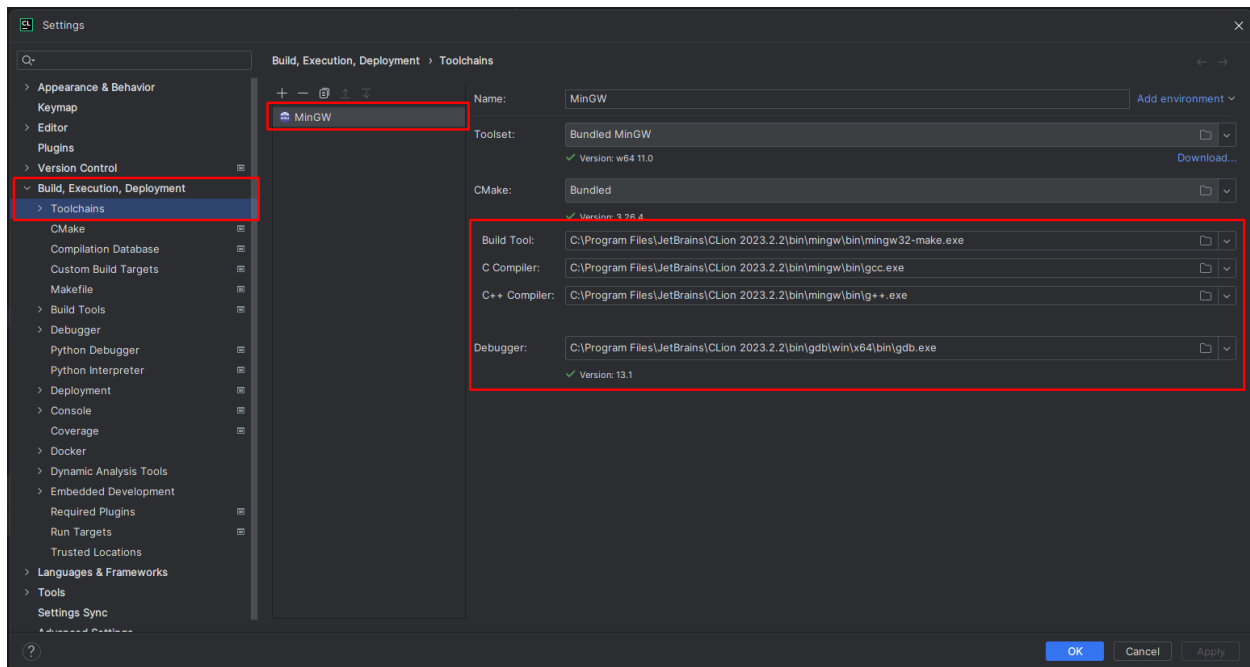 CL Settings
Build, Execution, Deployment › Toolchains
Appearance & Behavior
Keymap
Editor
Plugins
Version Control
Build, Execution, Deployment
Toolchains
CMake
Compilation Database
Custom Build Targets
Makefile
Build Tools
Debugger
Python Debugger
Python Interpreter
Deployment
Console
Coverage
Docker
Dynamic Analysis Tools
Embedded Development
Required Plugins
Run Targets
Trusted Locations
Languages & Frameworks
Tools
Settings Sync
Advanced Settings
MinGW
Name: MinGW Add environment
Toolset: Bundled MinGW
Version: w64 11.0 Download...
CMake: Bundled
Version: 3.26.4
Build Tool: C:\Program Files\JetBrains\CLion 2023.2.2\bin\mingw\bin\mingw32-make.exe
C Compiler: C:\Program Files\JetBrains\CLion 2023.2.2\bin\mingw\bin\gcc.exe
C++ Compiler: C:\Program Files\JetBrains\CLion 2023.2.2\bin\mingw\bin\g++.exe
Debugger: C:\Program Files\JetBrains\CLion 2023.2.2\bin\gdb\win\x64\bin\gdb.exe
Version: 13.1
? OK Cancel Apply